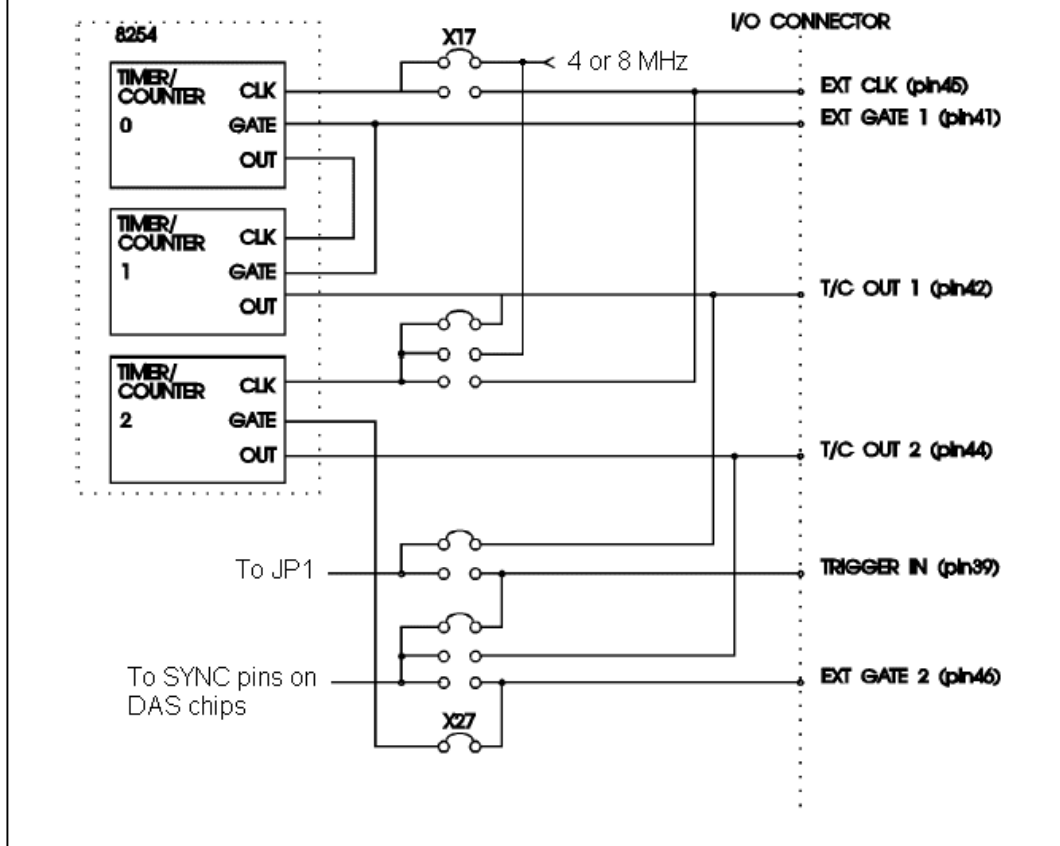 I/O CONNECTOR
8254
X17
4 or 8 MHz
TIMER/
COUNTER
0
CLK
GATE
OUT
EXT CLK (pin45)
EXT GATE 1 (pin41)
TIMER/
COUNTER
1
CLK
GATE
OUT
T/C OUT 1 (pin42)
TIMER/
COUNTER
2
CLK
GATE
OUT
T/C OUT 2 (pin44)
To JP1
TRIGGER IN (pin39)
To SYNC pins on
DAS chips
EXT GATE 2 (pin46)
X27